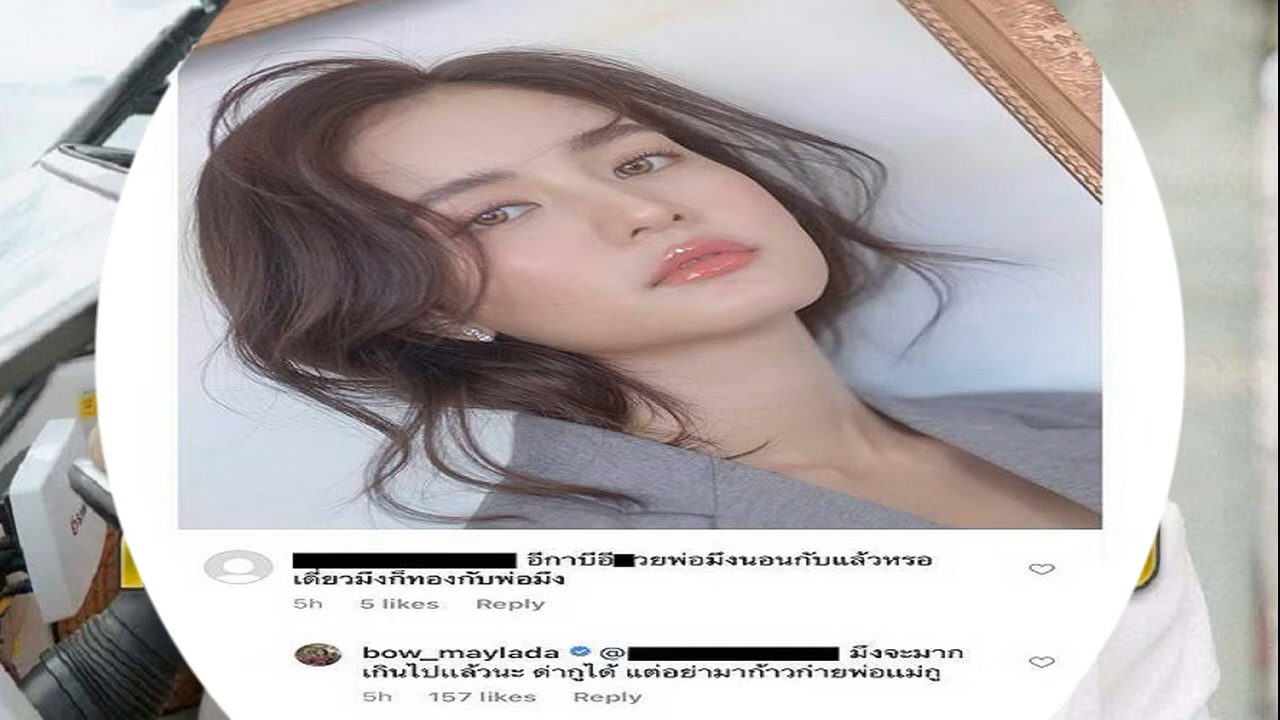 อีกาบีอี วยพ่อมึงนอนกับแล้วหรอ
เดี่ยวมึงก็ทองกับพ่อมึง
5h 5 likes Reply
bow_maylada @ มึงจะมาก
เกินไปแล้วนะ ด่ากูได้ แต่อย่ามาก้าวก่ายพ่อแม่กู
5h 157 likes Reply